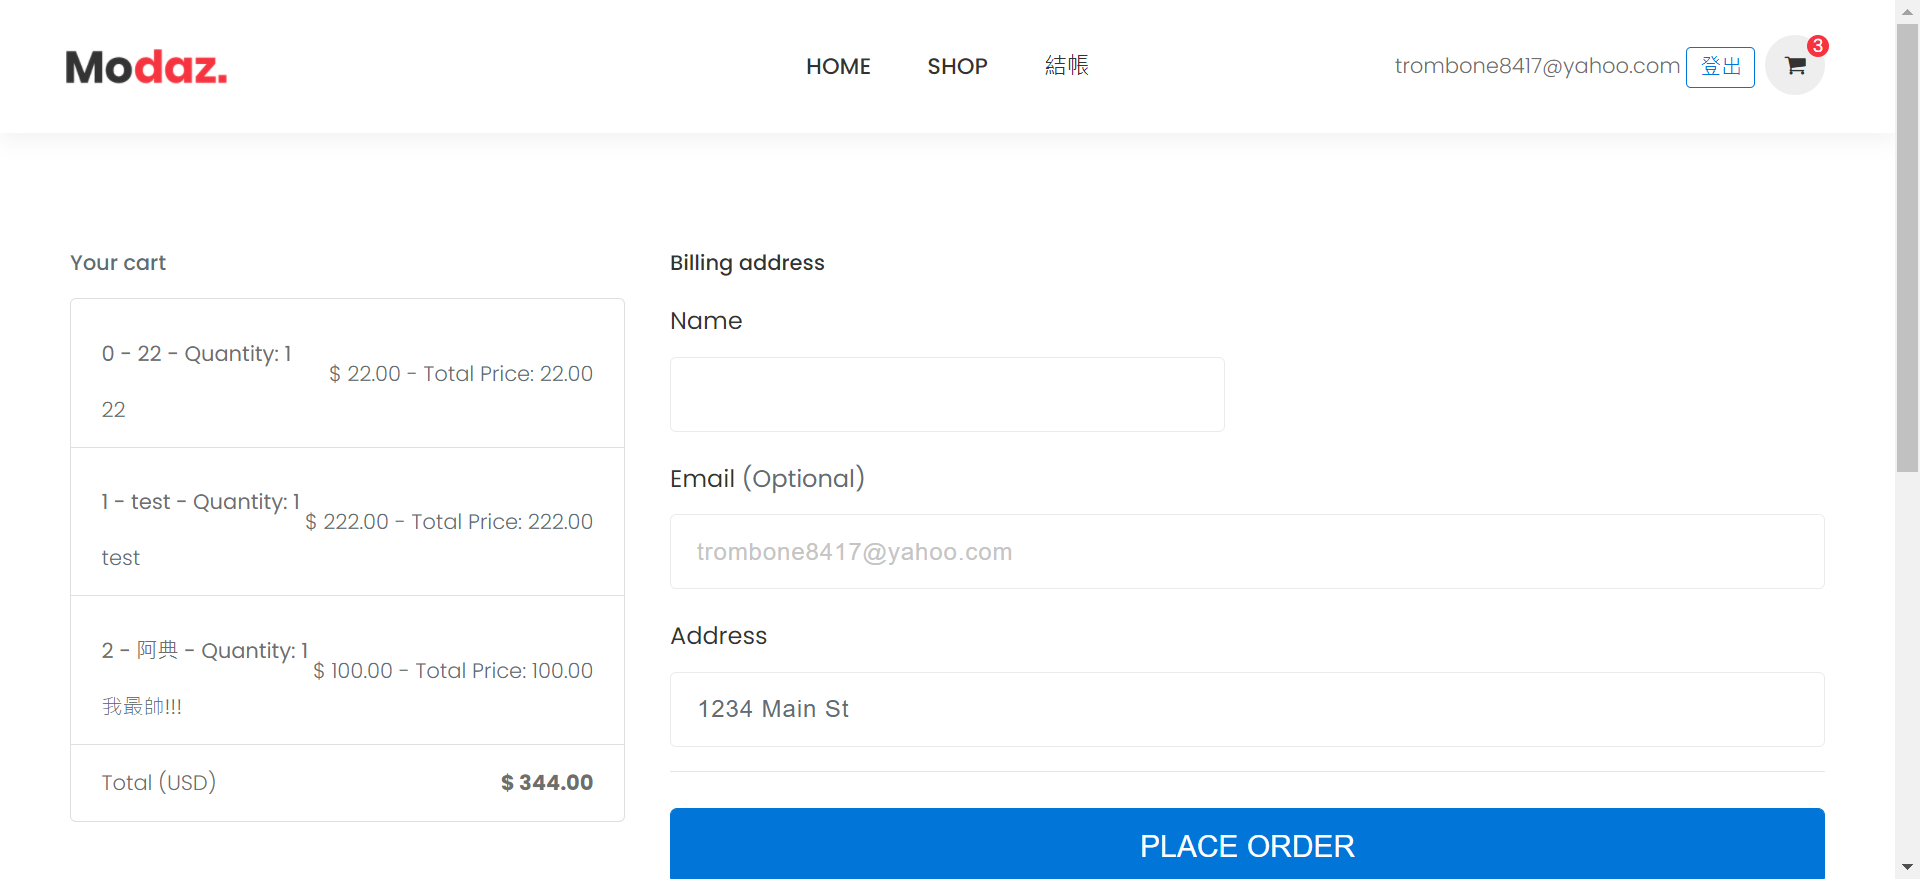 Modaz.
HOME
SHOP
結帳
trombone8417@yahoo.com
登出
3
Your cart
0 - 22 - Quantity: 1
$ 22.00 - Total Price: 22.00
22
1 - test - Quantity: 1
$ 222.00 - Total Price: 222.00
test
2 - 阿典 - Quantity: 1
$ 100.00 - Total Price: 100.00
我最帥!!!
Total (USD)
$ 344.00
Billing address
Name
Email (Optional)
trombone8417@yahoo.com
Address
1234 Main St
PLACE ORDER